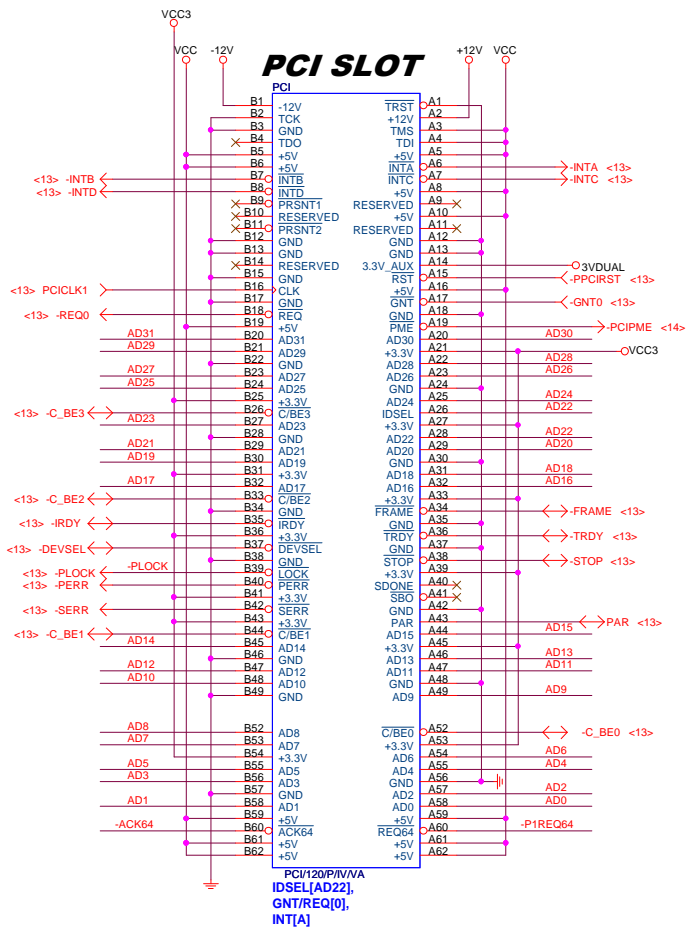 VCC3
VCC -12V +12V VCC
PCI SLOT
PCI
B1 -12V TRST A1
B2 TCK +12V A2
B3 GND TMS A3
B4 TDO TDI A4
B5 +5V +5V A5
B6 +5V INTA A6 -INTA <13>
<13> -INTB B7 INTB INTC A7 -INTC <13>
<13> -INTD B8 INTD +5V A8
B9 PRSNT1 RESERVED A9
B10 RESERVED +5V A10
B11 PRSNT2 RESERVED A11
B12 GND GND A12
B13 GND GND A13
B14 RESERVED 3.3V_AUX A14 3VDUAL
B15 GND RST A15 -PPCIRST <13>
<13> PCICLK1 B16 CLK +5V A16
B17 GND GNT A17 -GNT0 <13>
<13> -REQ0 B18 REQ GND A18
B19 +5V PME A19 -PCIPME <14>
AD31 B20 AD31 AD30 A20 AD30
AD29 B21 AD29 +3.3V A21 VCC3
B22 GND AD28 A22 AD28
AD27 B23 AD27 AD26 A23 AD26
AD25 B24 AD25 GND A24
B25 +3.3V AD24 A25 AD24
<13> -C_BE3 B26 C/BE3 IDSEL A26 AD22
AD23 B27 AD23 +3.3V A27
B28 GND AD22 A28 AD22
AD21 B29 AD21 AD20 A29 AD20
AD19 B30 AD19 GND A30
B31 +3.3V AD18 A31 AD18
AD17 B32 AD17 AD16 A32 AD16
<13> -C_BE2 B33 C/BE2 +3.3V A33
B34 GND FRAME A34 -FRAME <13>
<13> -IRDY B35 IRDY GND A35
B36 +3.3V TRDY A36 -TRDY <13>
<13> -DEVSEL B37 DEVSEL GND A37
B38 GND STOP A38 -STOP <13>
<13> -PLOCK -PLOCK B39 LOCK +3.3V A39
<13> -PERR B40 PERR SDONE A40
B41 +3.3V SBO A41
<13> -SERR B42 SERR GND A42
B43 +3.3V PAR A43 PAR <13>
<13> -C_BE1 B44 C/BE1 AD15 A44 AD15
AD14 B45 AD14 +3.3V A45
B46 GND AD13 A46 AD13
AD12 B47 AD12 AD11 A47 AD11
AD10 B48 AD10 GND A48
B49 GND AD9 A49 AD9
AD8 B52 AD8 C/BE0 A52 -C_BE0 <13>
AD7 B53 AD7 +3.3V A53
B54 +3.3V AD6 A54 AD6
AD5 B55 AD5 AD4 A55 AD4
AD3 B56 AD3 GND A56
B57 GND AD2 A57 AD2
AD1 B58 AD1 AD0 A58 AD0
B59 +5V +5V A59
-ACK64 B60 ACK64 REQ64 A60 -P1REQ64
B61 +5V +5V A61
B62 +5V +5V A62
PCI/120/P/IV/VA
IDSEL[AD22],
GNT/REQ[0],
INT[A]